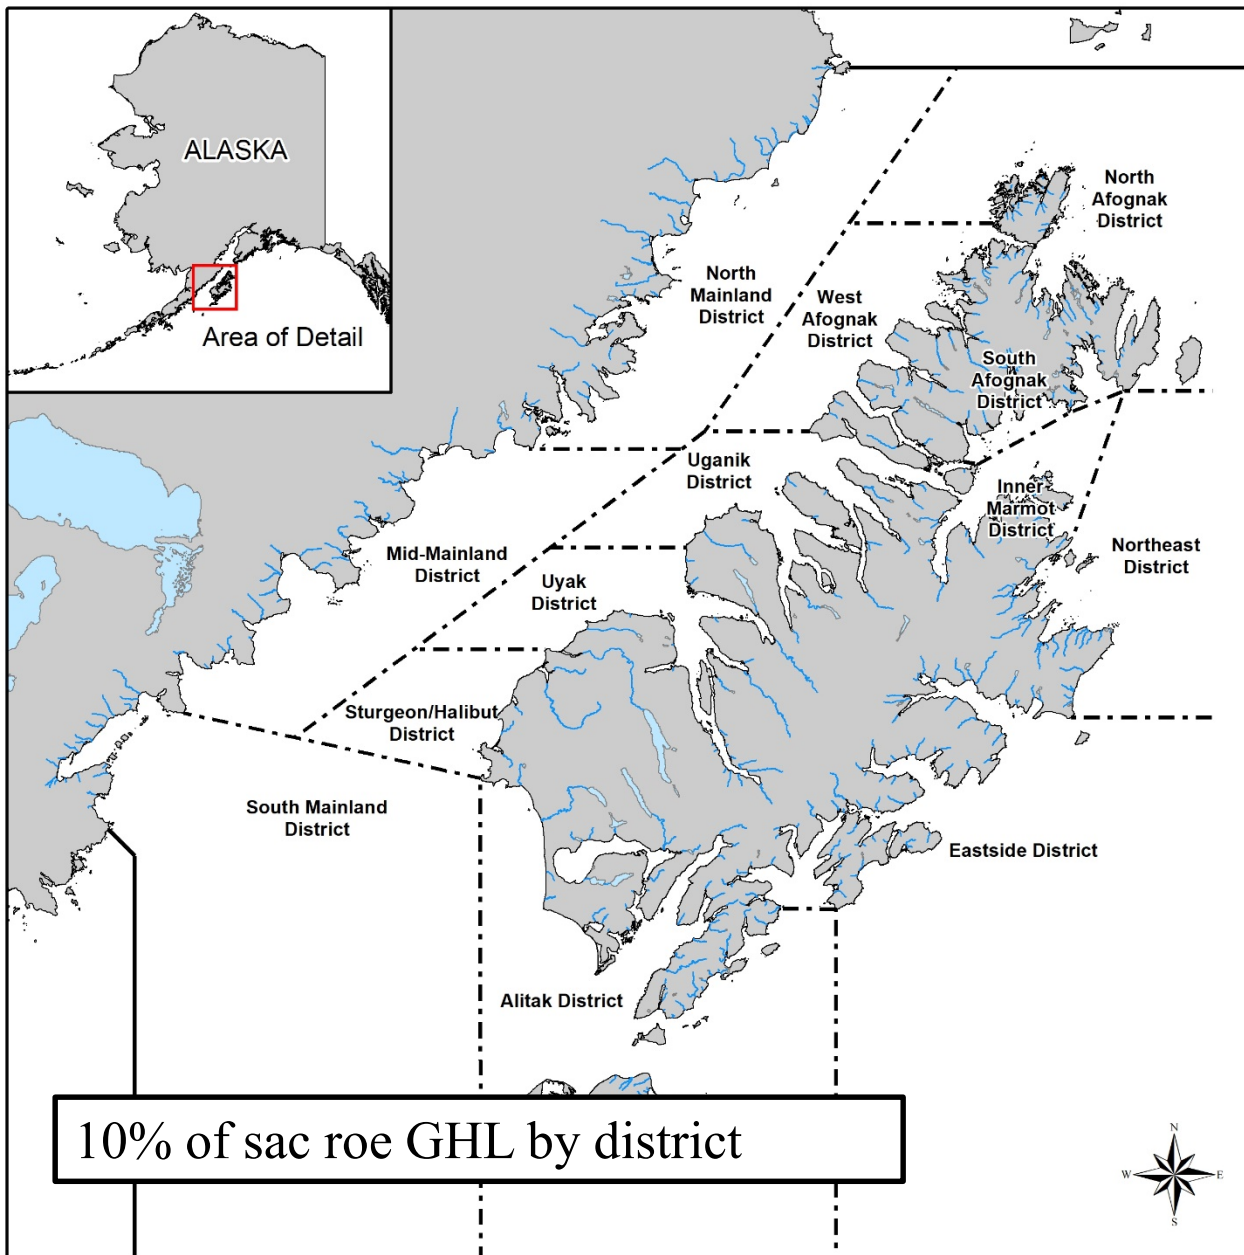 ALASKA
Area of Detail
North
Afognak
District
North
Mainland
District
West
Afognak
District
South
Afognak
District
Uganik
District
Inner
Marmot
District
Mid-Mainland
District
Northeast
District
Uyak
District
Sturgeon/Halibut
District
South Mainland
District
Eastside District
Alitak District
10% of sac roe GHL by district
N
W
E
S